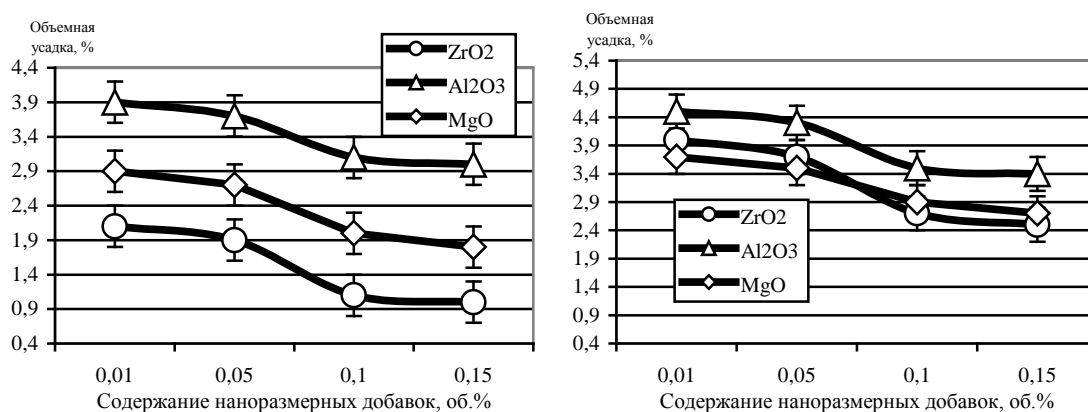 Объемная
усадка, %
4,4
3,9
3,4
2,9
2,4
1,9
1,4
0,9
0,4
ZrO2
Al2O3
MgO
0,01 0,05 0,1 0,15
Содержание наноразмерных добавок, об.%
Объемная
усадка, %
5,4
4,9
4,4
3,9
3,4
2,9
2,4
1,9
1,4
0,9
0,4
ZrO2
Al2O3
MgO
0,01 0,05 0,1 0,15
Содержание наноразмерных добавок, об.%